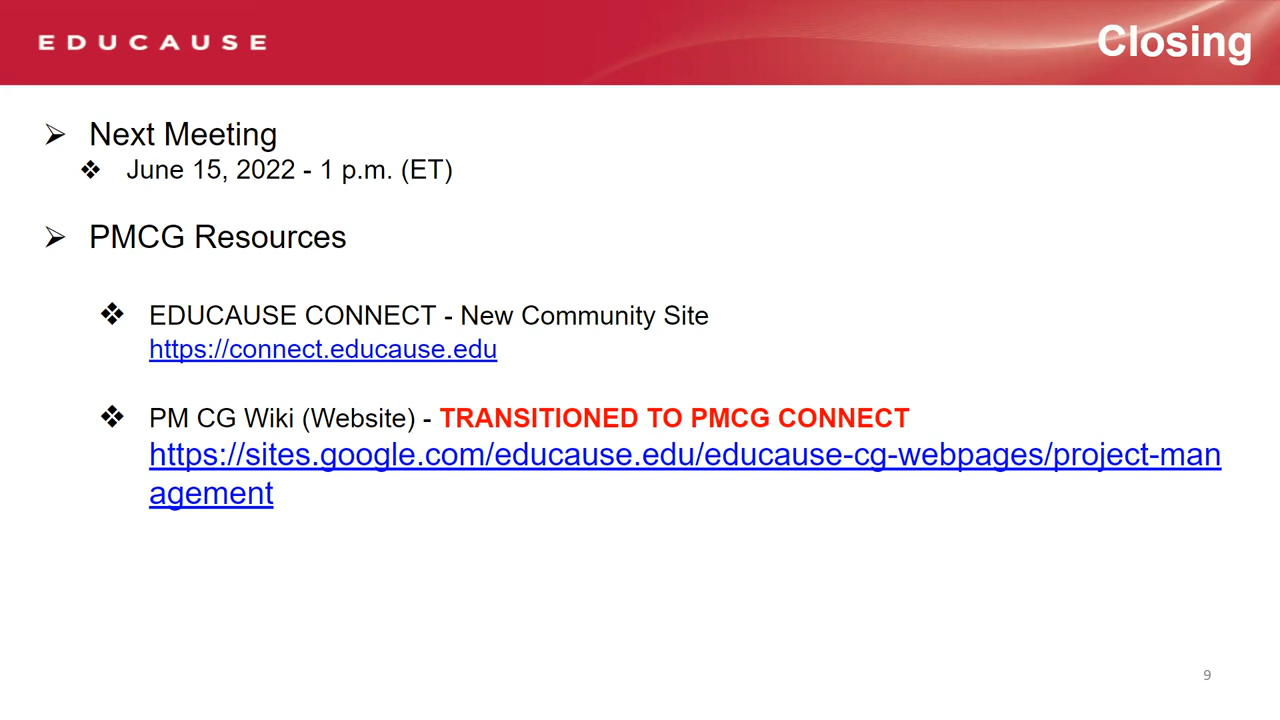 EDUCAUSE
Closing
➢ Next Meeting
❖ June 15, 2022 - 1 p.m. (ET)
➢ PMCG Resources
❖ EDUCAUSE CONNECT - New Community Site
https://connect.educause.edu
❖ PM CG Wiki (Website) - TRANSITIONED TO PMCG CONNECT
https://sites.google.com/educause.edu/educause-cg-webpages/project-man
agement
9